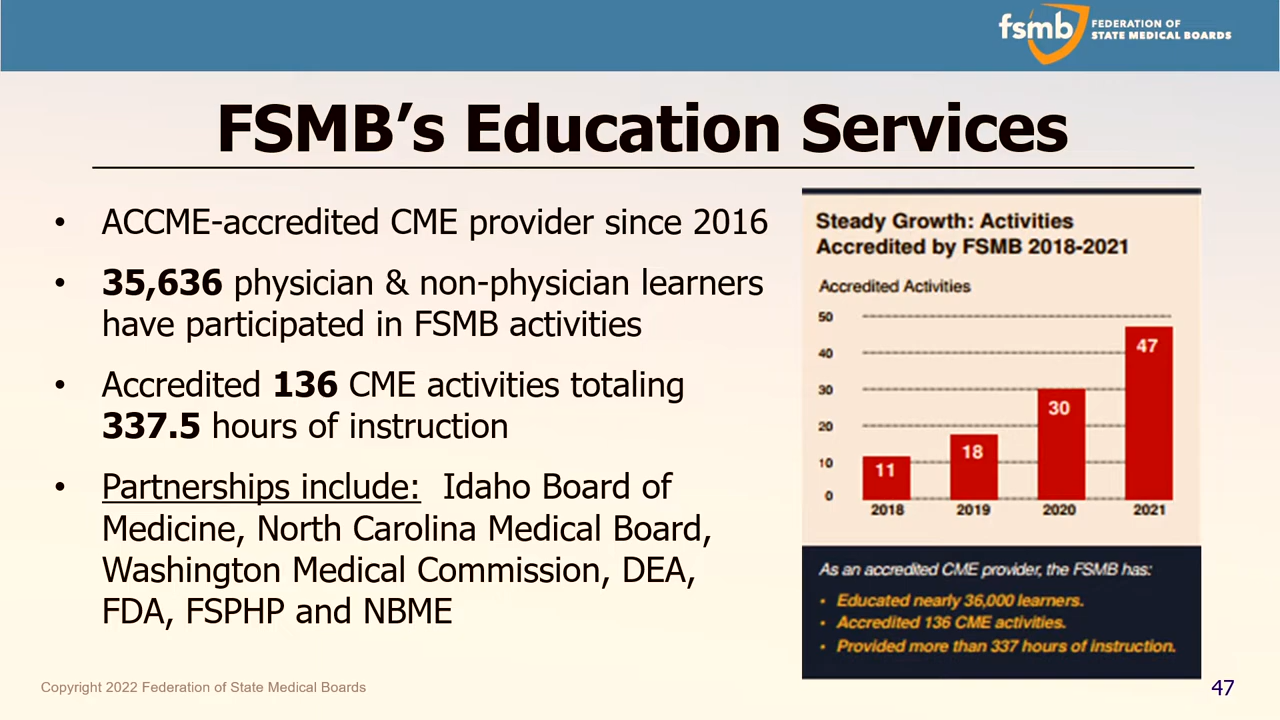 fsmb FEDERATION OF
STATE MEDICAL BOARDS
FSMB’s Education Services
• ACCME-accredited CME provider since 2016
• 35,636 physician & non-physician learners
have participated in FSMB activities
• Accredited 136 CME activities totaling
337.5 hours of instruction
• Partnerships include: Idaho Board of
Medicine, North Carolina Medical Board,
Washington Medical Commission, DEA,
FDA, FSPHP and NBME
Steady Growth: Activities
Accredited by FSMB 2018-2021
Accredited Activities
50
40
30
20
10
0
11
18
30
47
2018 2019 2020 2021
As an accredited CME provider, the FSMB has:
• Educated nearly 36,000 learners.
• Accredited 136 CME activities.
• Provided more than 337 hours of instruction.
Copyright 2022 Federation of State Medical Boards
47